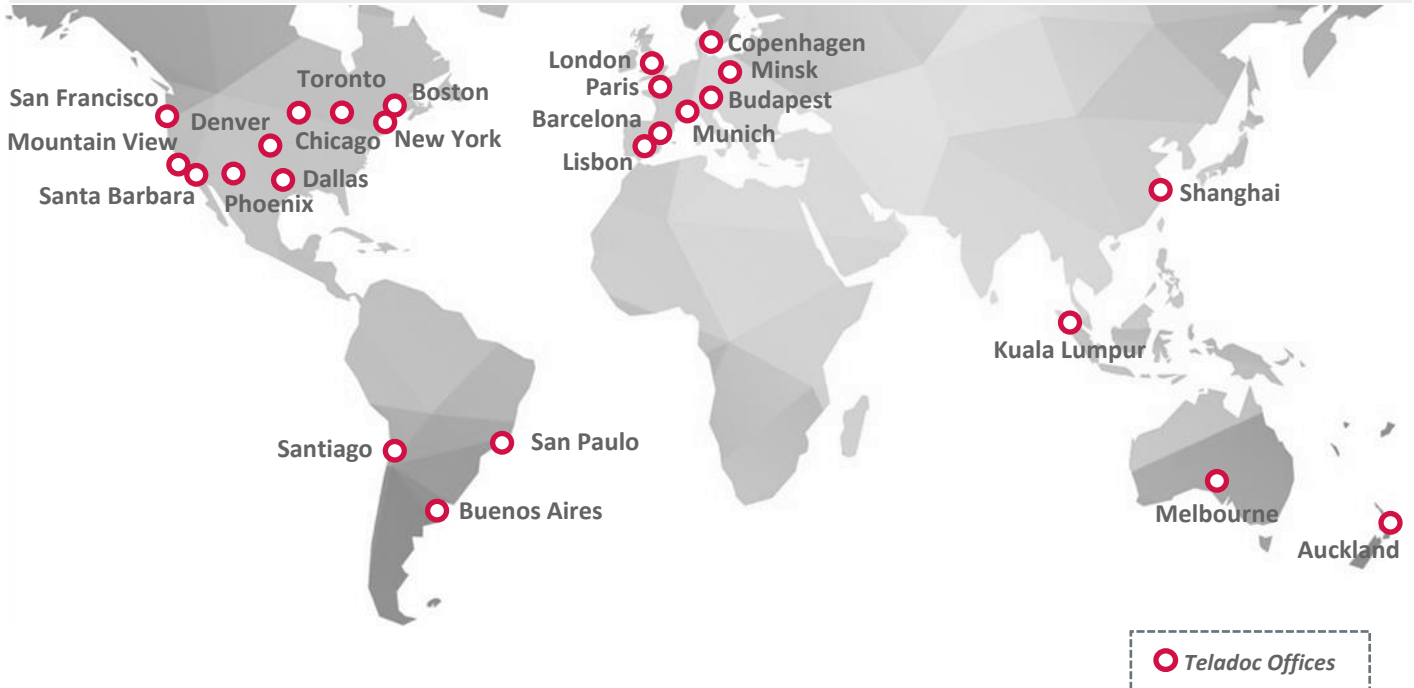 Copenhagen
London
Minsk
Toronto
Paris
Boston
Budapest
San Francisco
Denver
Barcelona
Mountain View
Chicago
New York
Munich
Lisbon
Dallas
Santa Barbara
Phoenix
Shanghai
Kuala Lumpur
Santiago
San Paulo
Buenos Aires
Melbourne
Auckland
Teladoc Offices